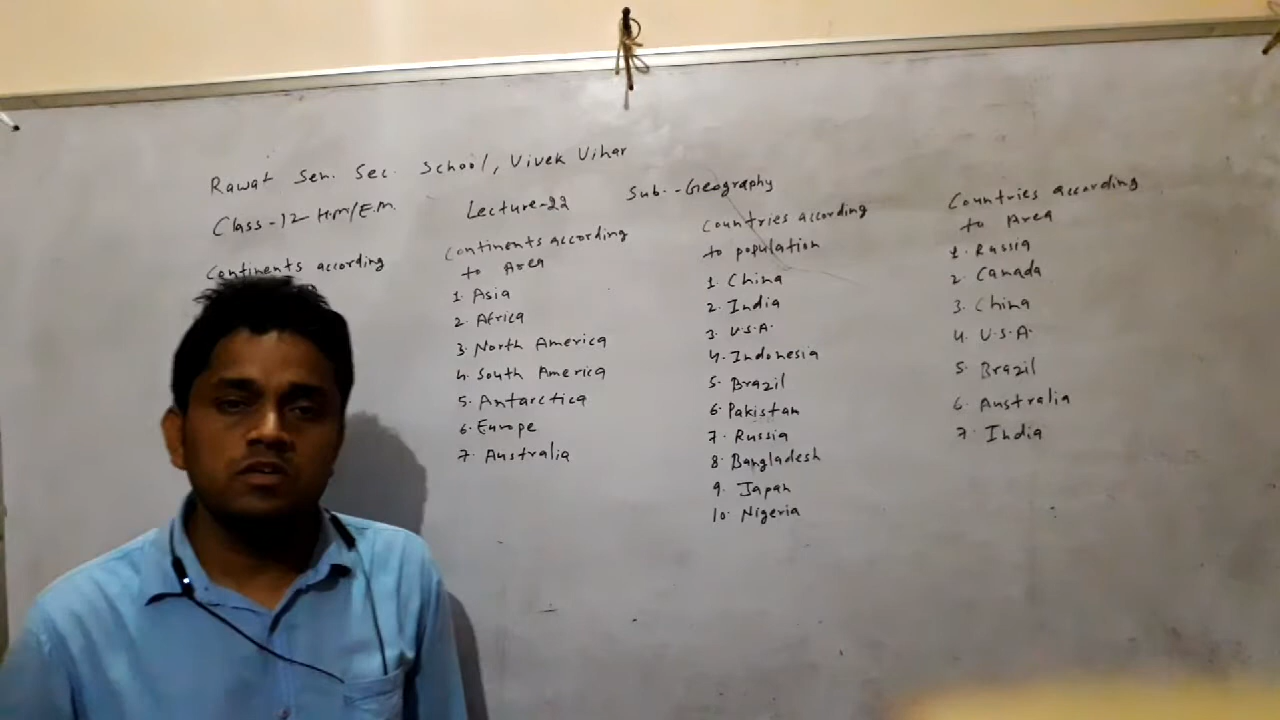 Rawat Sen. Sec. School, Vivek Vihar
Class-12 H.M/E.M.
Lecture-22
Sub.-Geography
Continents according
Continents according
to Area
1. Asia
2. Africa
3. North America
4. South America
5. Antarctica
6. Europe
7. Australia
Countries according
to population
1. China
2. India
3. U.S.A.
4. Indonesia
5. Brazil
6. Pakistan
7. Russia
8. Bangladesh
9. Japan
10. Nigeria
Countries according
to Area
1. Russia
2. Canada
3. China
4. U.S.A.
5. Brazil
6. Australia
7. India